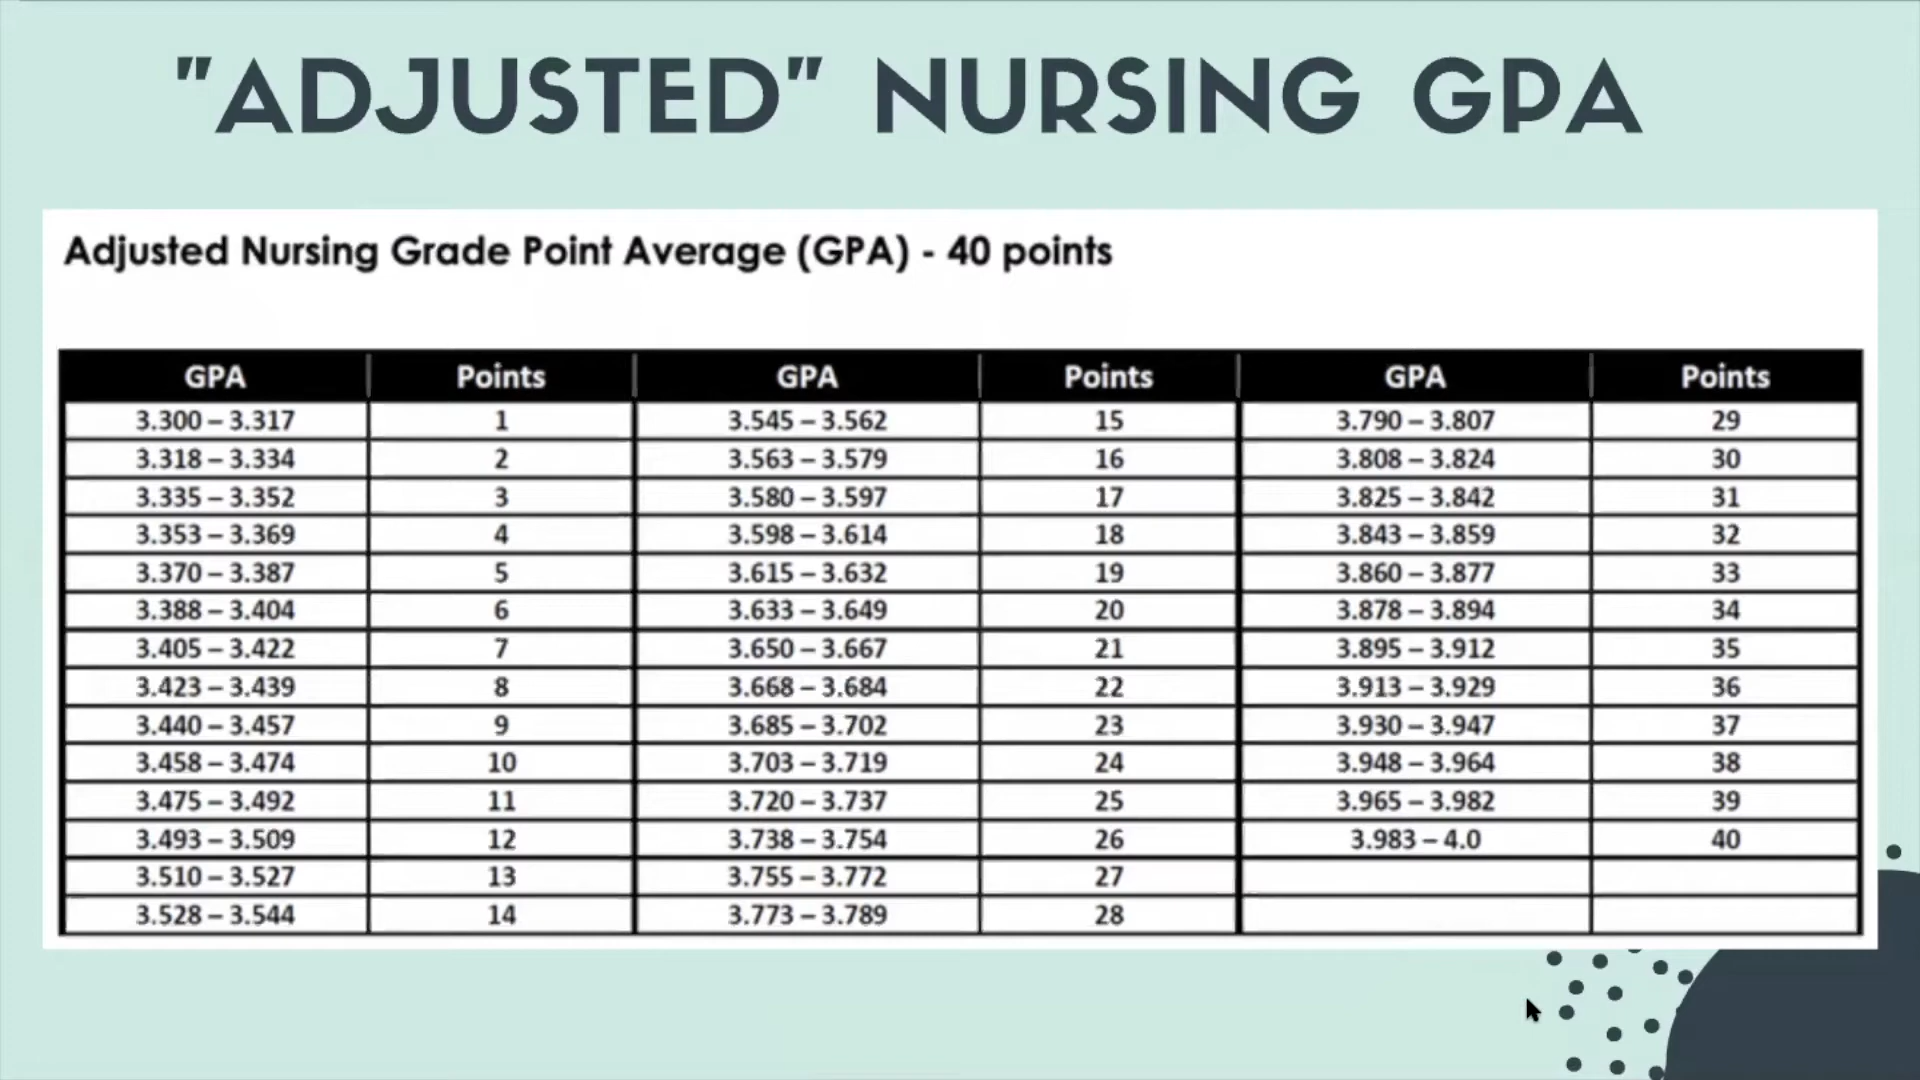 "ADJUSTED" NURSING GPA
Adjusted Nursing Grade Point Average (GPA) - 40 points
GPA Points GPA Points GPA Points
3.300 – 3.317 1 3.545 – 3.562 15 3.790 – 3.807 29
3.318 – 3.334 2 3.563 – 3.579 16 3.808 – 3.824 30
3.335 – 3.352 3 3.580 – 3.597 17 3.825 – 3.842 31
3.353 – 3.369 4 3.598 – 3.614 18 3.843 – 3.859 32
3.370 – 3.387 5 3.615 – 3.632 19 3.860 – 3.877 33
3.388 – 3.404 6 3.633 – 3.649 20 3.878 – 3.894 34
3.405 – 3.422 7 3.650 – 3.667 21 3.895 – 3.912 35
3.423 – 3.439 8 3.668 – 3.684 22 3.913 – 3.929 36
3.440 – 3.457 9 3.685 – 3.702 23 3.930 – 3.947 37
3.458 – 3.474 10 3.703 – 3.719 24 3.948 – 3.964 38
3.475 – 3.492 11 3.720 – 3.737 25 3.965 – 3.982 39
3.493 – 3.509 12 3.738 – 3.754 26 3.983 – 4.0 40
3.510 – 3.527 13 3.755 – 3.772 27
3.528 – 3.544 14 3.773 – 3.789 28